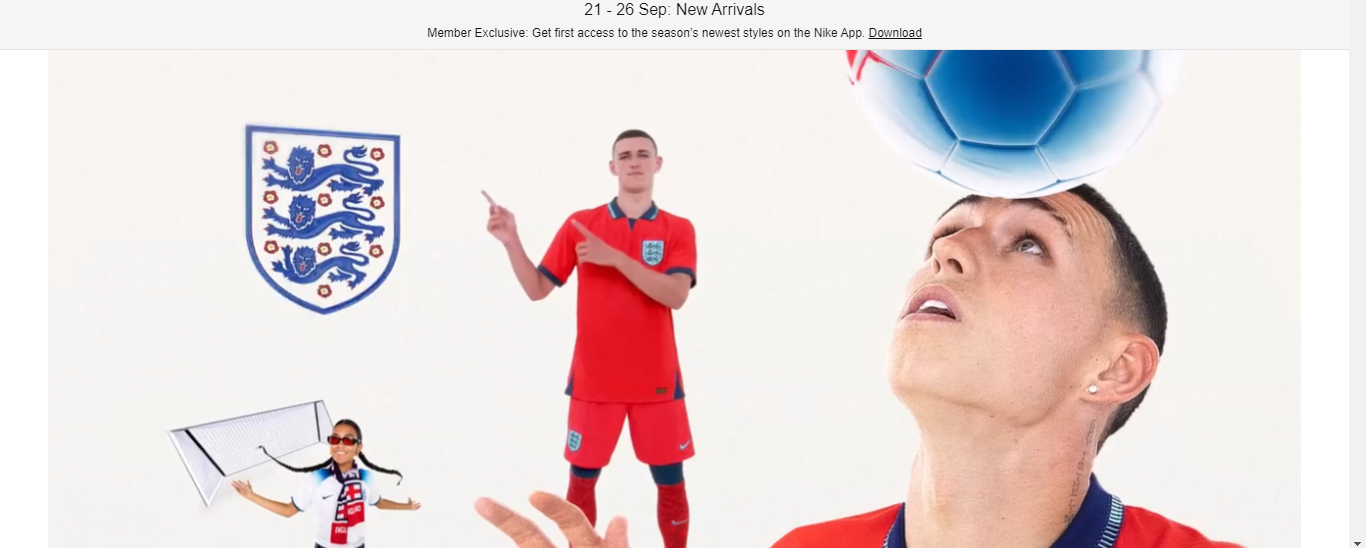 21 - 26 Sep: New Arrivals
Member Exclusive: Get first access to the season's newest styles on the Nike App. Download